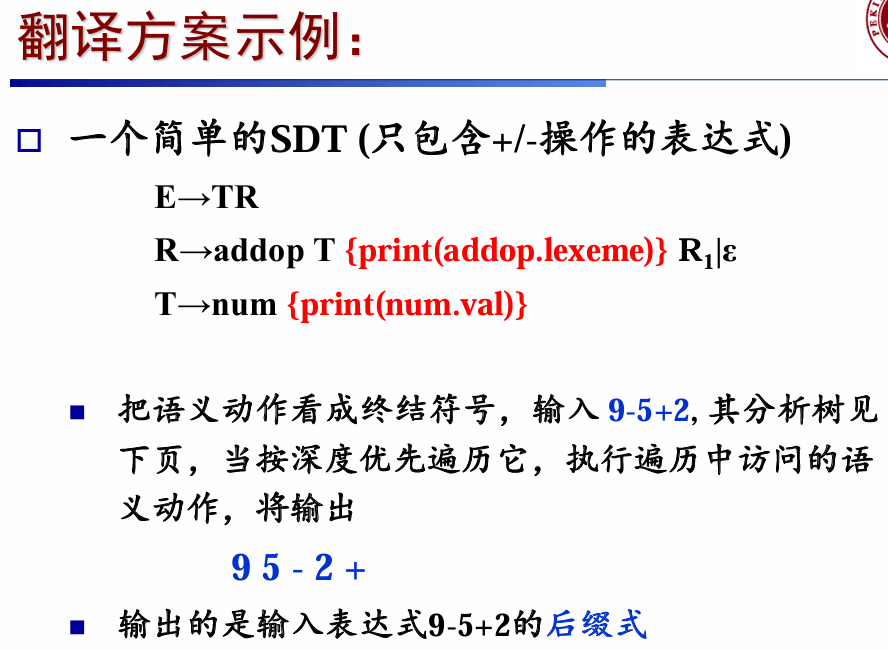 翻译方案示例：
一个简单的SDT (只包含+/-操作的表达式)
E→TR
R→addop T {print(addop.lexeme)} R₁|ε
T→num {print(num.val)}
把语义动作看成终结符号，输入 9-5+2, 其分析树见
下页，当按深度优先遍历它，执行遍历中访问的语
义动作，将输出
9 5 - 2 +
输出的是输入表达式9-5+2的后缀式